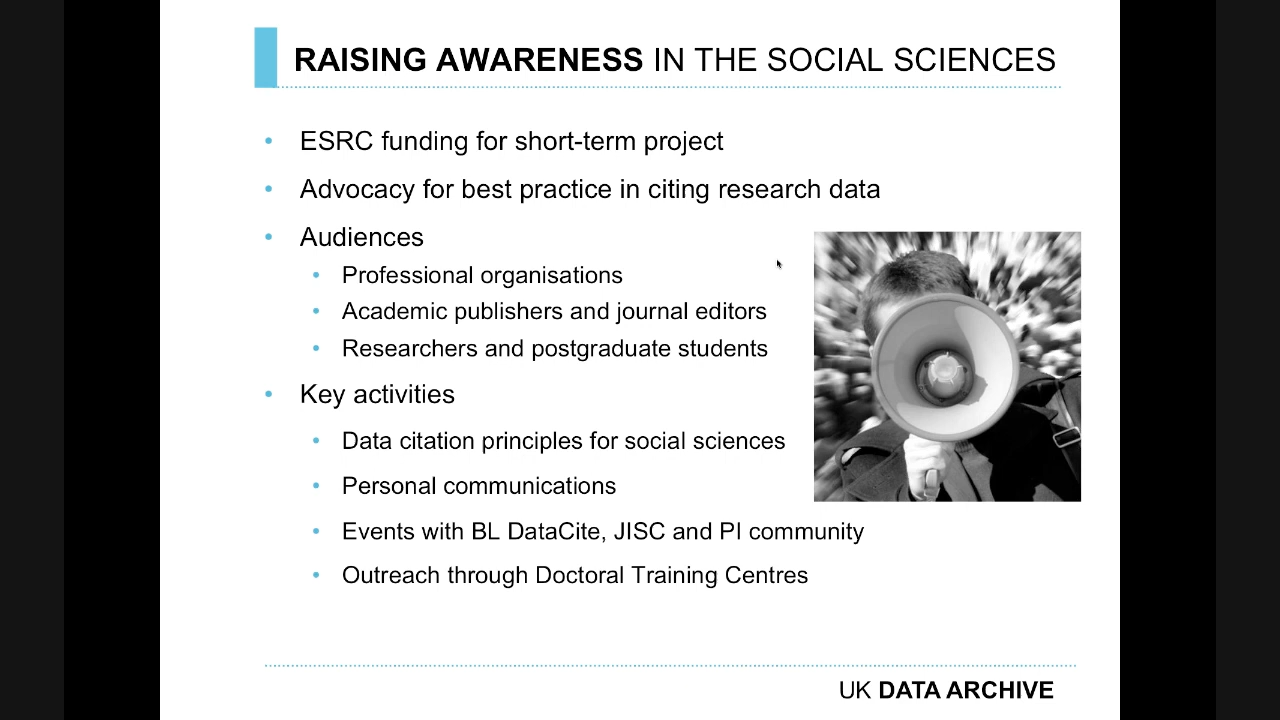 RAISING AWARENESS IN THE SOCIAL SCIENCES
• ESRC funding for short-term project
• Advocacy for best practice in citing research data
• Audiences
• Professional organisations
• Academic publishers and journal editors
• Researchers and postgraduate students
• Key activities
• Data citation principles for social sciences
• Personal communications
• Events with BL DataCite, JISC and PI community
• Outreach through Doctoral Training Centres
UK DATA ARCHIVE